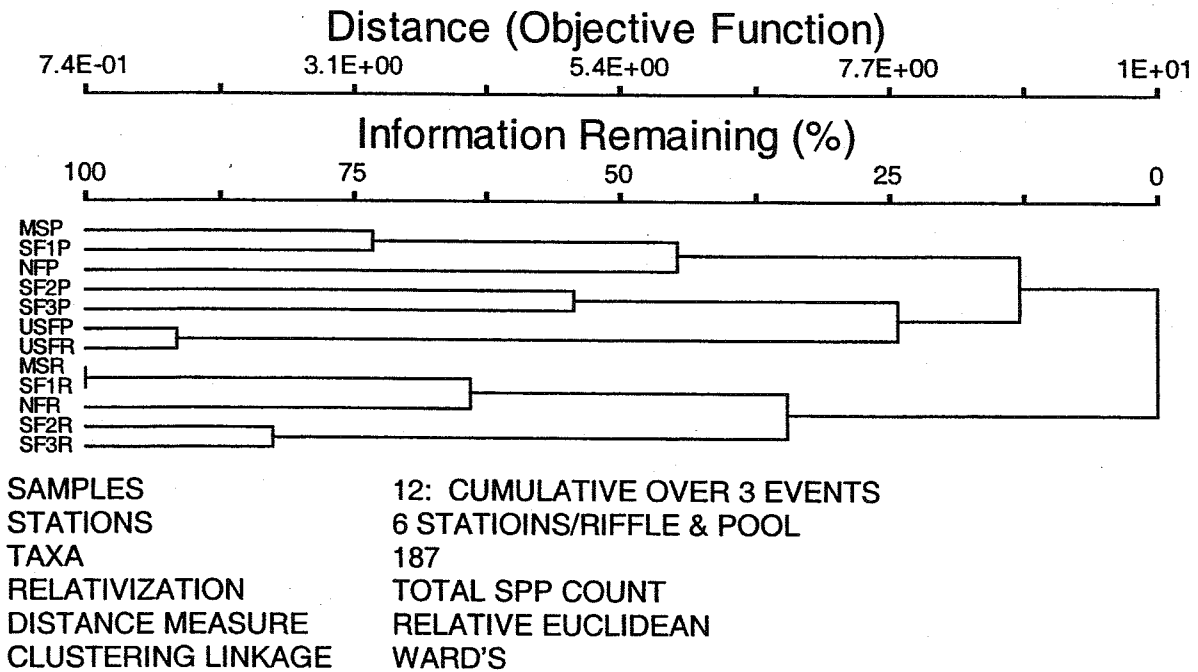 Distance (Objective Function)
7.4E-01 3.1E+00 5.4E+00 7.7E+00 1E+01
Information Remaining (%)
100 75 50 25 0
MSP
SF1P
NFP
SF2P
SF3P
USFP
USFR
MSR
SF1R
NFR
SF2R
SF3R
SAMPLES 12: CUMULATIVE OVER 3 EVENTS
STATIONS 6 STATIOINS/RIFFLE & POOL
TAXA 187
RELATIVIZATION TOTAL SPP COUNT
DISTANCE MEASURE RELATIVE EUCLIDEAN
CLUSTERING LINKAGE WARD'S